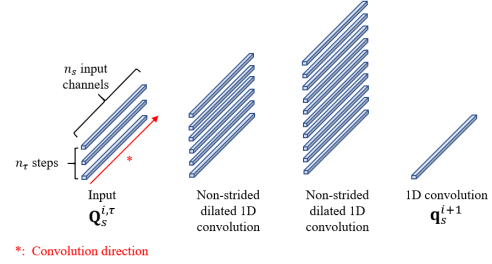 n_s input
channels
n_τ steps
*
Input
Q_s^{i,τ}
Non-strided
dilated 1D
convolution
Non-strided
dilated 1D
convolution
1D convolution
q_s^{i+1}
*: Convolution direction